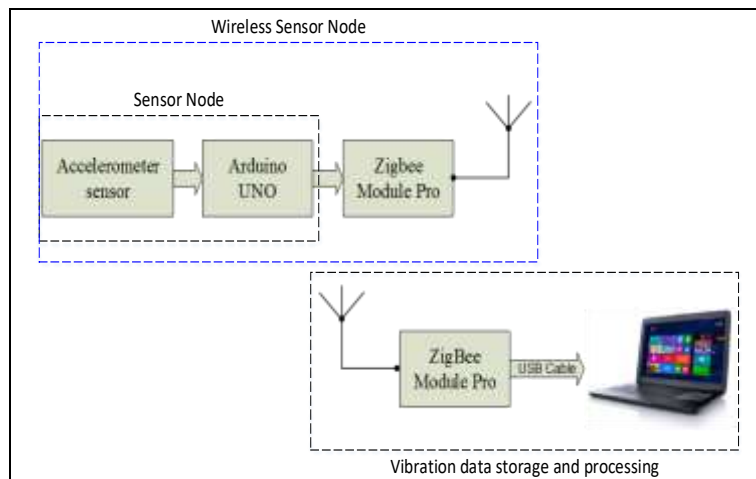 Wireless Sensor Node
Sensor Node
Accelerometer
sensor
Arduino
UNO
Zigbee
Module Pro
ZigBee
Module Pro
USB Cable
Vibration data storage and processing